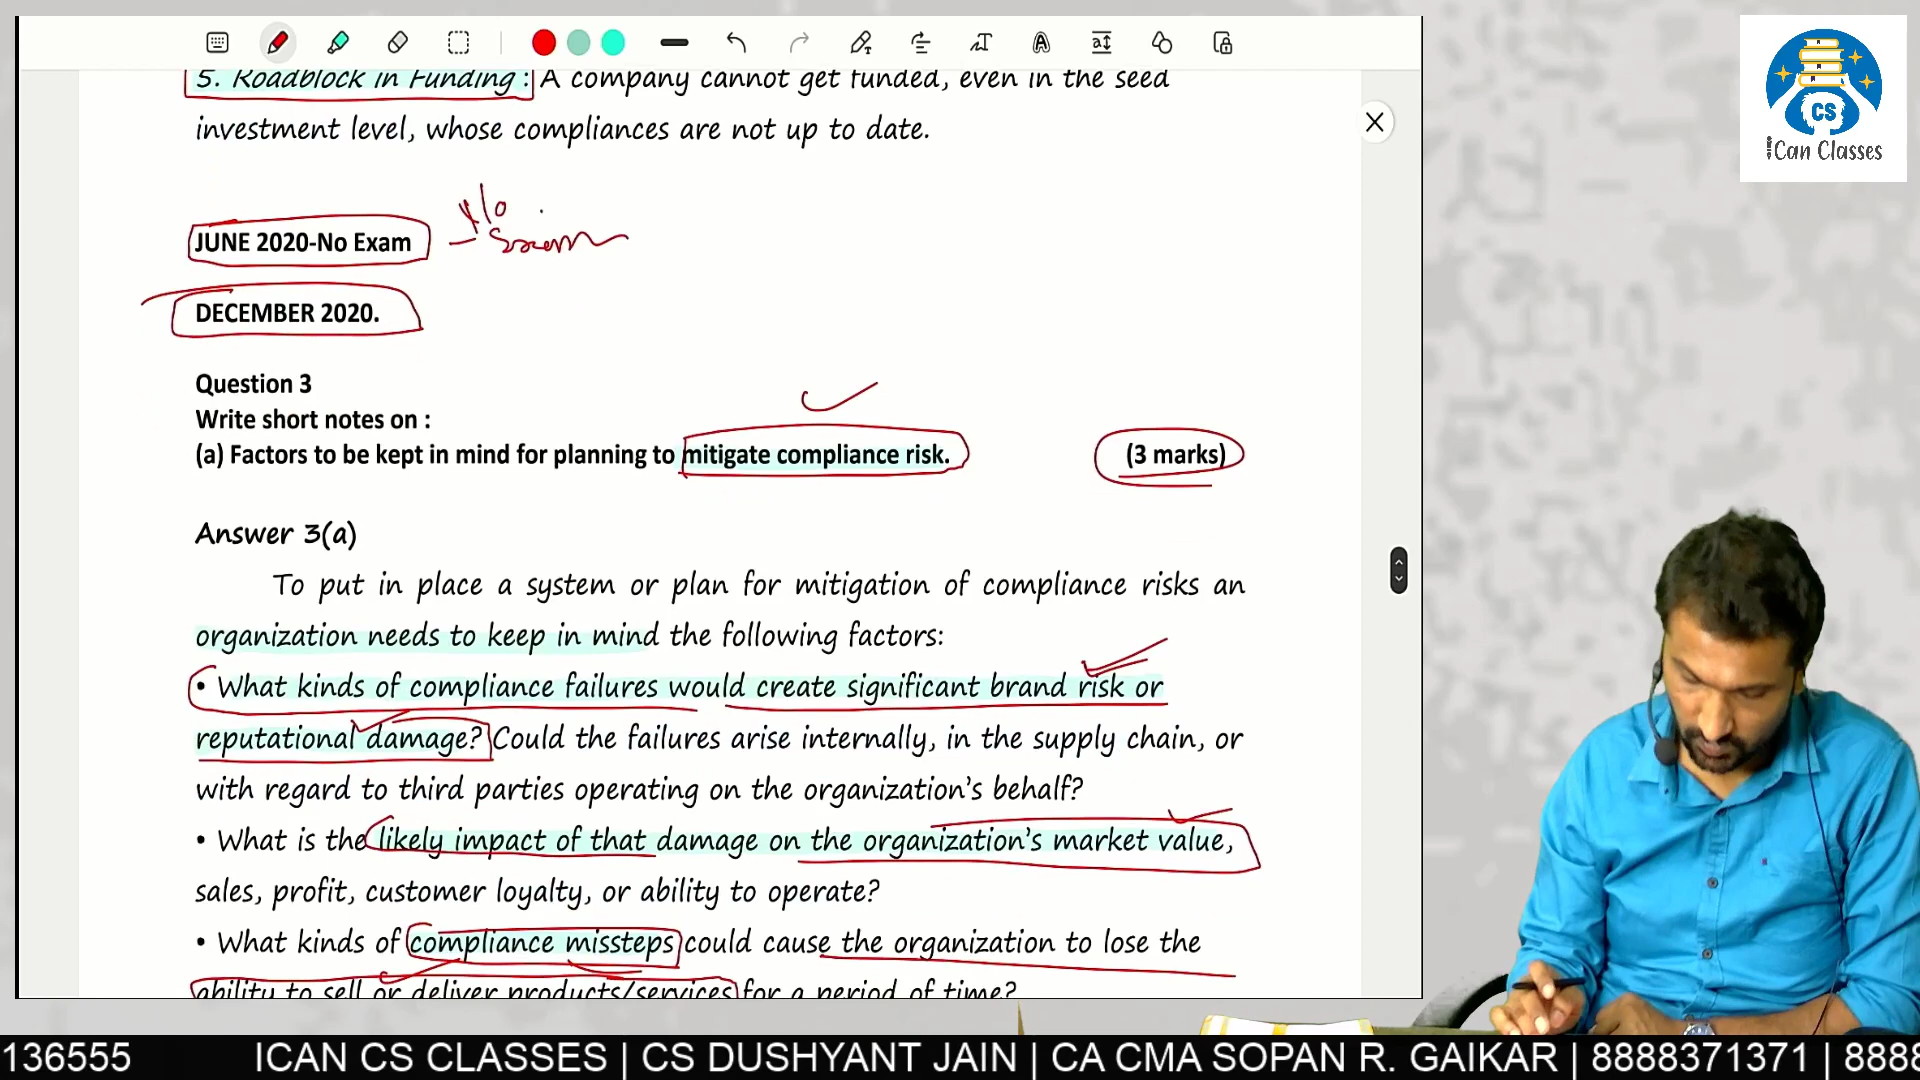 5. Roadblock in Funding : A company cannot get funded, even in the seed
investment level, whose compliances are not up to date.
JUNE 2020-No Exam
No
DECEMBER 2020.
Question 3
Write short notes on :
(a) Factors to be kept in mind for planning to mitigate compliance risk. (3 marks)
Answer 3(a)
To put in place a system or plan for mitigation of compliance risks an
organization needs to keep in mind the following factors:
• What kinds of compliance failures would create significant brand risk or
reputational damage? Could the failures arise internally, in the supply chain, or
with regard to third parties operating on the organization's behalf?
• What is the likely impact of that damage on the organization's market value,
sales, profit, customer loyalty, or ability to operate?
• What kinds of compliance missteps could cause the organization to lose the
ability to sell or deliver products/services for a period of time?
CS
iCan Classes
136555 ICAN CS CLASSES | CS DUSHYANT JAIN | CA CMA SOPAN R. GAIKAR | 8888371371 | 8888